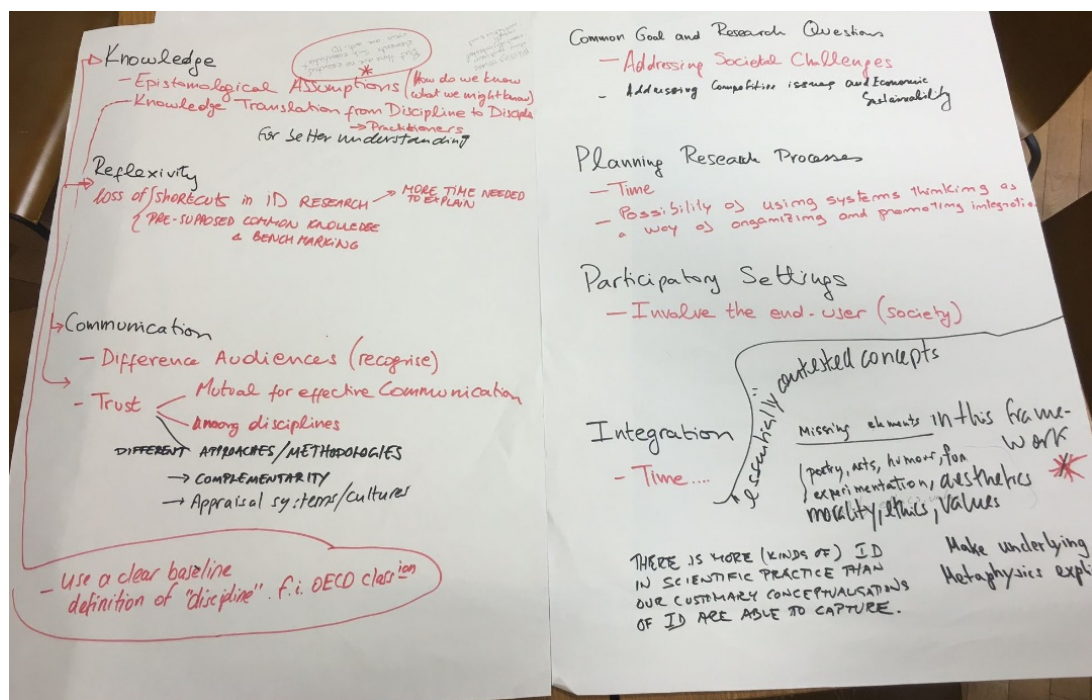 Knowledge
*
- Epistomological Assumptions (How do we know
what we might know)
- Knowledge Translation from Discipline to Disciple
→ Practitioners
For better understanding
Reflexivity
loss of / shortcuts in ID RESEARCH → MORE TIME NEEDED
TO EXPLAIN
PRE-SUPPOSED COMMON KNOWLEDGE
& BENCHMARKING
Communication
- Difference Audiences (recognise)
- Trust
Mutual for effective Communication
Among disciplines
DIFFERENT APPROACHES/METHODOLOGIES
→ COMPLEMENTARITY
→ Appraisal systems/cultures
- use a clear baseline
definition of "discipline". f.i. OECD class ion
Common Goal and Research Questions
- Addressing Societal Challenges
- Addressing Competitive issues and Economic
Sustainability
Planning Research Processes
- Time
- Possibility of using systems thinking as
a way of organizing and promoting integratio
Participatory Settings
- Involve the end-user (society)
Integration
- Time ....
"essentially contested concepts
Missing elements in this frame-
work
poetry, arts, humor, fun
experimentation, aesthetics *
morality, ethics, values
THERE IS MORE (KINDS OF) ID
IN SCIENTIFIC PRACTICE THAN
OUR CUSTOMARY CONCEPTUALISATIONS
OF ID ARE ABLE TO CAPTURE.
Make underlying
Metaphysics expli